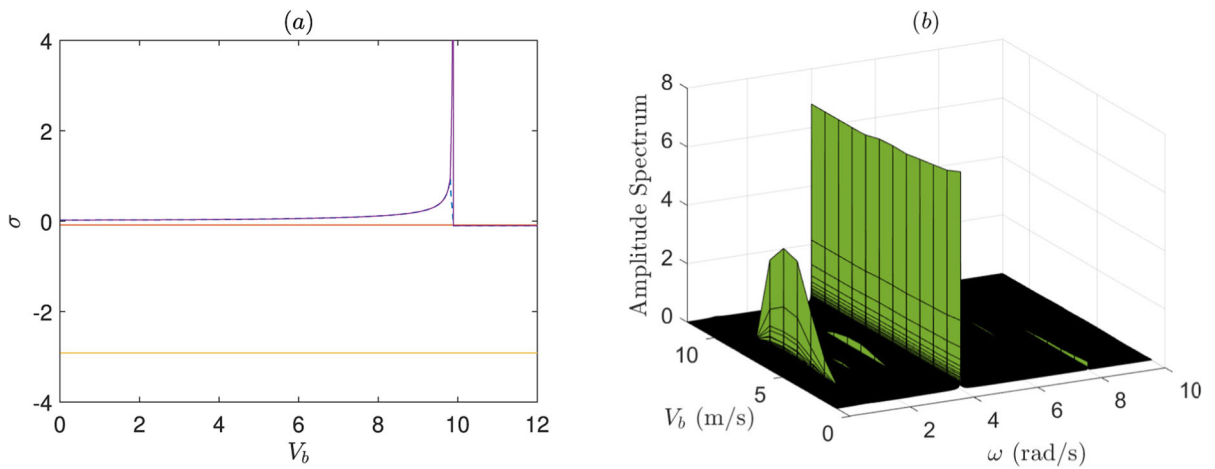 (a)
4
2
0
-2
-4
σ
0 2 4 6 8 10 12
V_b
(b)
8
6
4
2
0
Amplitude Spectrum
10
5
0
V_b (m/s)
2 4 6 8 10
ω (rad/s)